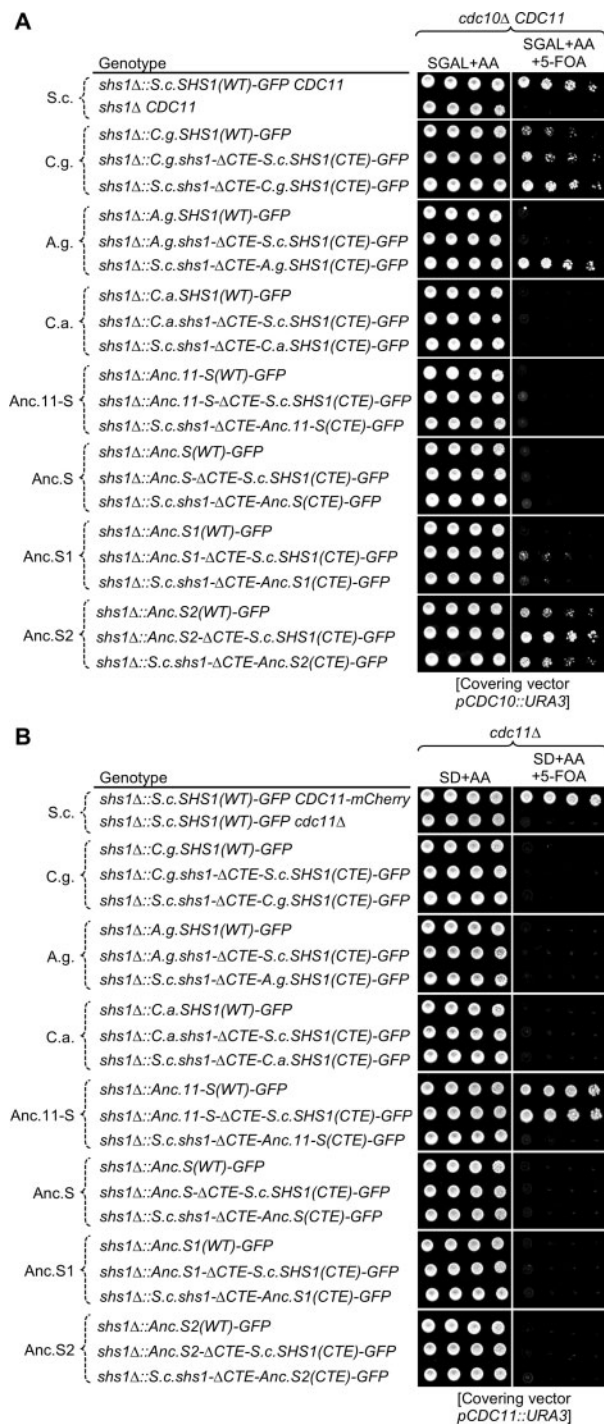 A
cdc10Δ CDC11
Genotype
SGAL+AA
SGAL+AA
+5-FOA
S.c.
shs1Δ::S.c.SHS1(WT)-GFP CDC11
shs1Δ CDC11
C.g.
shs1Δ::C.g.SHS1(WT)-GFP
shs1Δ::C.g.shs1-ΔCTE-S.c.SHS1(CTE)-GFP
shs1Δ::S.c.shs1-ΔCTE-C.g.SHS1(CTE)-GFP
A.g.
shs1Δ::A.g.SHS1(WT)-GFP
shs1Δ::A.g.shs1-ΔCTE-S.c.SHS1(CTE)-GFP
shs1Δ::S.c.shs1-ΔCTE-A.g.SHS1(CTE)-GFP
C.a.
shs1Δ::C.a.SHS1(WT)-GFP
shs1Δ::C.a.shs1-ΔCTE-S.c.SHS1(CTE)-GFP
shs1Δ::S.c.shs1-ΔCTE-C.a.SHS1(CTE)-GFP
Anc.11-S
shs1Δ::Anc.11-S(WT)-GFP
shs1Δ::Anc.11-S-ΔCTE-S.c.SHS1(CTE)-GFP
shs1Δ::S.c.shs1-ΔCTE-Anc.11-S(CTE)-GFP
Anc.S
shs1Δ::Anc.S(WT)-GFP
shs1Δ::Anc.S-ΔCTE-S.c.SHS1(CTE)-GFP
shs1Δ::S.c.shs1-ΔCTE-Anc.S(CTE)-GFP
Anc.S1
shs1Δ::Anc.S1(WT)-GFP
shs1Δ::Anc.S1-ΔCTE-S.c.SHS1(CTE)-GFP
shs1Δ::S.c.shs1-ΔCTE-Anc.S1(CTE)-GFP
Anc.S2
shs1Δ::Anc.S2(WT)-GFP
shs1Δ::Anc.S2-ΔCTE-S.c.SHS1(CTE)-GFP
shs1Δ::S.c.shs1-ΔCTE-Anc.S2(CTE)-GFP
[Covering vector
pCDC10::URA3]
B
cdc11Δ
Genotype
SD+AA
SD+AA
+5-FOA
S.c.
shs1Δ::S.c.SHS1(WT)-GFP CDC11-mCherry
shs1Δ::S.c.SHS1(WT)-GFP cdc11Δ
C.g.
shs1Δ::C.g.SHS1(WT)-GFP
shs1Δ::C.g.shs1-ΔCTE-S.c.SHS1(CTE)-GFP
shs1Δ::S.c.shs1-ΔCTE-C.g.SHS1(CTE)-GFP
A.g.
shs1Δ::A.g.SHS1(WT)-GFP
shs1Δ::A.g.shs1-ΔCTE-S.c.SHS1(CTE)-GFP
shs1Δ::S.c.shs1-ΔCTE-A.g.SHS1(CTE)-GFP
C.a.
shs1Δ::C.a.SHS1(WT)-GFP
shs1Δ::C.a.shs1-ΔCTE-S.c.SHS1(CTE)-GFP
shs1Δ::S.c.shs1-ΔCTE-C.a.SHS1(CTE)-GFP
Anc.11-S
shs1Δ::Anc.11-S(WT)-GFP
shs1Δ::Anc.11-S-ΔCTE-S.c.SHS1(CTE)-GFP
shs1Δ::S.c.shs1-ΔCTE-Anc.11-S(CTE)-GFP
Anc.S
shs1Δ::Anc.S(WT)-GFP
shs1Δ::Anc.S-ΔCTE-S.c.SHS1(CTE)-GFP
shs1Δ::S.c.shs1-ΔCTE-Anc.S(CTE)-GFP
Anc.S1
shs1Δ::Anc.S1(WT)-GFP
shs1Δ::Anc.S1-ΔCTE-S.c.SHS1(CTE)-GFP
shs1Δ::S.c.shs1-ΔCTE-Anc.S1(CTE)-GFP
Anc.S2
shs1Δ::Anc.S2(WT)-GFP
shs1Δ::Anc.S2-ΔCTE-S.c.SHS1(CTE)-GFP
shs1Δ::S.c.shs1-ΔCTE-Anc.S2(CTE)-GFP
[Covering vector
pCDC11::URA3]